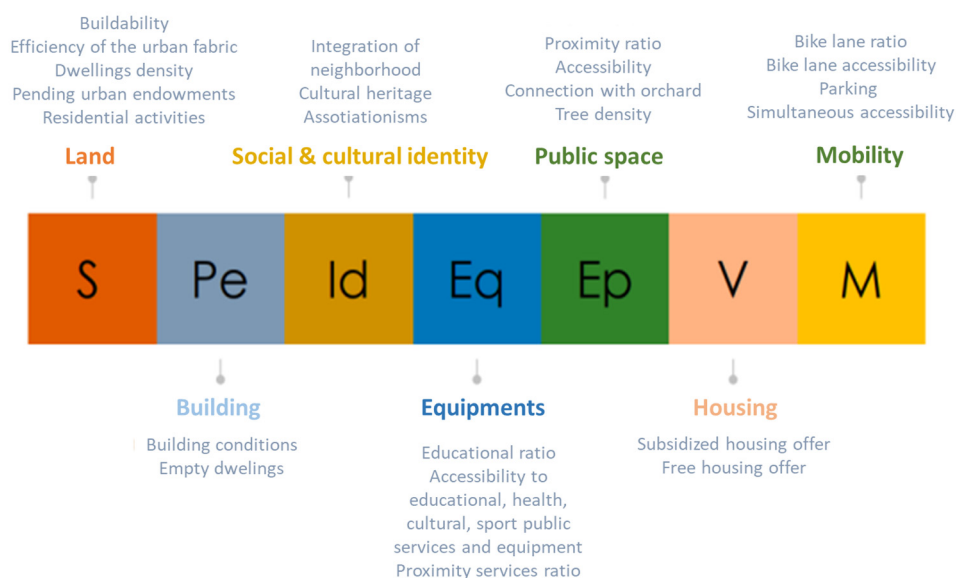 Buildability
Efficiency of the urban fabric
Dwellings density
Pending urban endowments
Residential activities
Land
Integration of
neighborhood
Cultural heritage
Assotiationisms
Social & cultural identity
Proximity ratio
Accessibility
Connection with orchard
Tree density
Public space
Bike lane ratio
Bike lane accessibility
Parking
Simultaneous accessibility
Mobility
S
Pe
Id
Eq
Ep
V
M
Building
Building conditions
Empty dwelings
Equipments
Educational ratio
Accessibility to
educational, health,
cultural, sport public
services and equipment
Proximity services ratio
Housing
Subsidized housing offer
Free housing offer